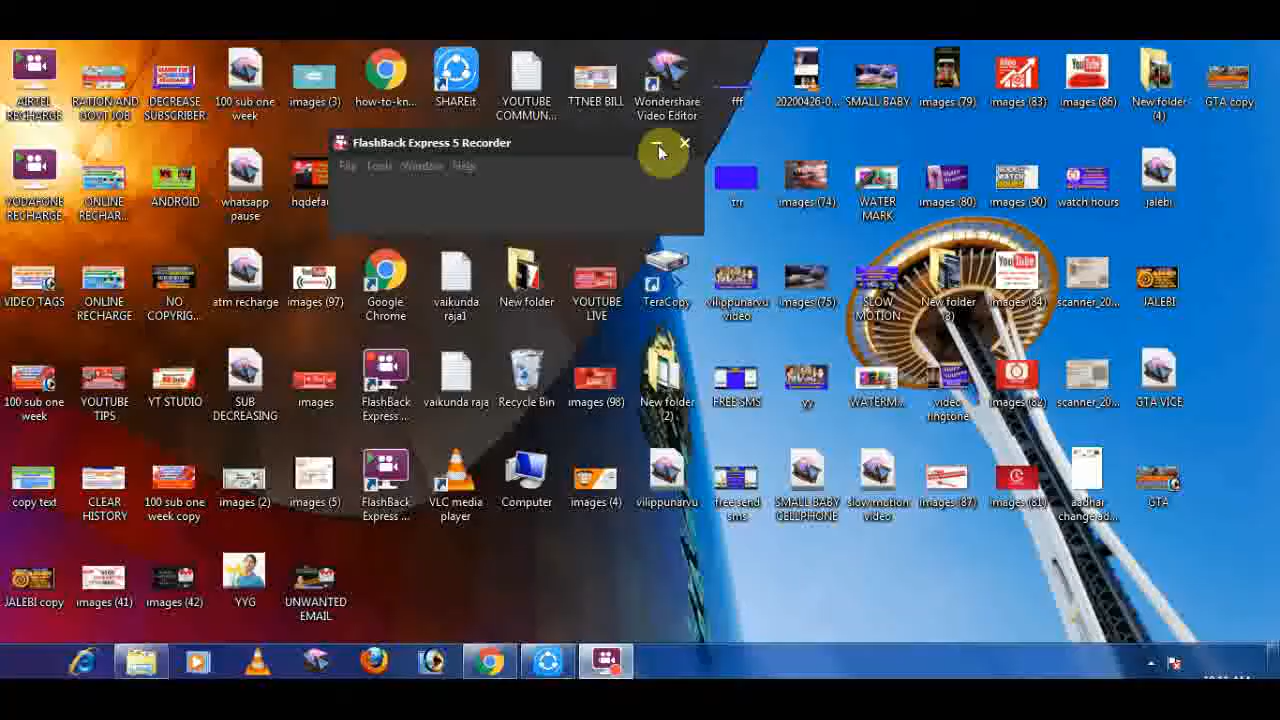 AIRTEL RECHARGE
RATION AND GOVT JOB
DECREASE SUBSCRIBER
100 sub one week
images (3)
how-to-kn...
SHAREit
YOUTUBE COMMUN...
TTNEB BILL
Wondershare Video Editor
fff
20200426-0...
SMALL BABY
images (79)
images (83)
images (86)
New folder (4)
GTA copy
FlashBack Express 5 Recorder
File Tools Window Help
VODAFONE RECHARGE
ONLINE RECHAR...
ANDROID
whatsapp pause
hqdefau
trr
images (74)
WATER MARK
images (80)
images (90)
watch hours
jalebi
VIDEO TAGS
ONLINE RECHARGE
NO COPYRIG...
atm recharge
images (97)
Google Chrome
vaikunda raja1
New folder
YOUTUBE LIVE
TeraCopy
vilippunarvu video
images (75)
SLOW MOTION
New folder (3)
images (84)
scanner_20...
JALEBI
100 sub one week
YOUTUBE TIPS
YT STUDIO
SUB DECREASING
images
FlashBack Express ...
vaikunda raja
Recycle Bin
images (98)
New folder (2)
FREE SMS
yy
WATERM...
video ringtone
images (82)
scanner_20...
GTA VICE
copy text
CLEAR HISTORY
100 sub one week copy
images (2)
images (5)
FlashBack Express ...
VLC media player
Computer
images (4)
vilippunarvu
free send sms
SMALL BABY CELLPHONE
slow motion video
images (87)
images (81)
aadhar change ad...
GTA
JALEBI copy
images (41)
images (42)
YYG
UNWANTED EMAIL